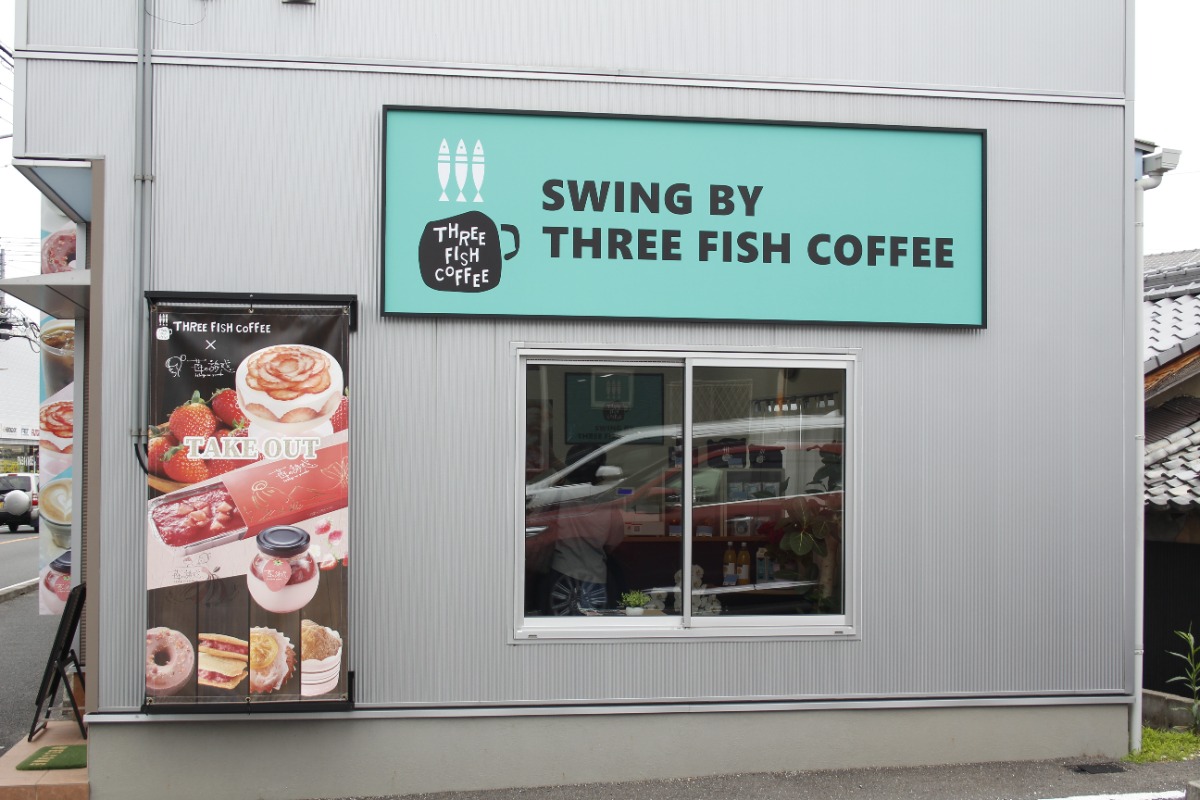 THREE
FISH
COFFEE
SWING BY
THREE FISH COFFEE
THREE FISH COFFEE
×
TAKE OUT